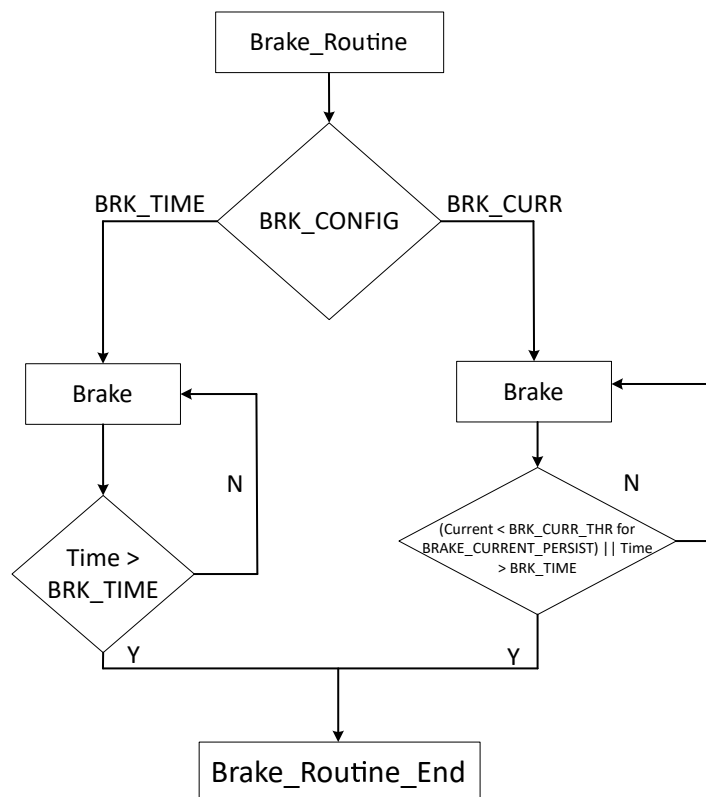 Brake_Routine
BRK_CONFIG
BRK_TIME
BRK_CURR
Brake
Brake
N
N
Time >
BRK_TIME
(Current < BRK_CURR_THR for
BRAKE_CURRENT_PERSIST) || Time
> BRK_TIME
Y
Y
Brake_Routine_End